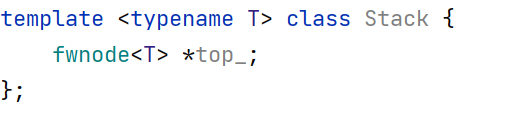 template <typename T> class Stack {
    fwnode<T> *top_;
};